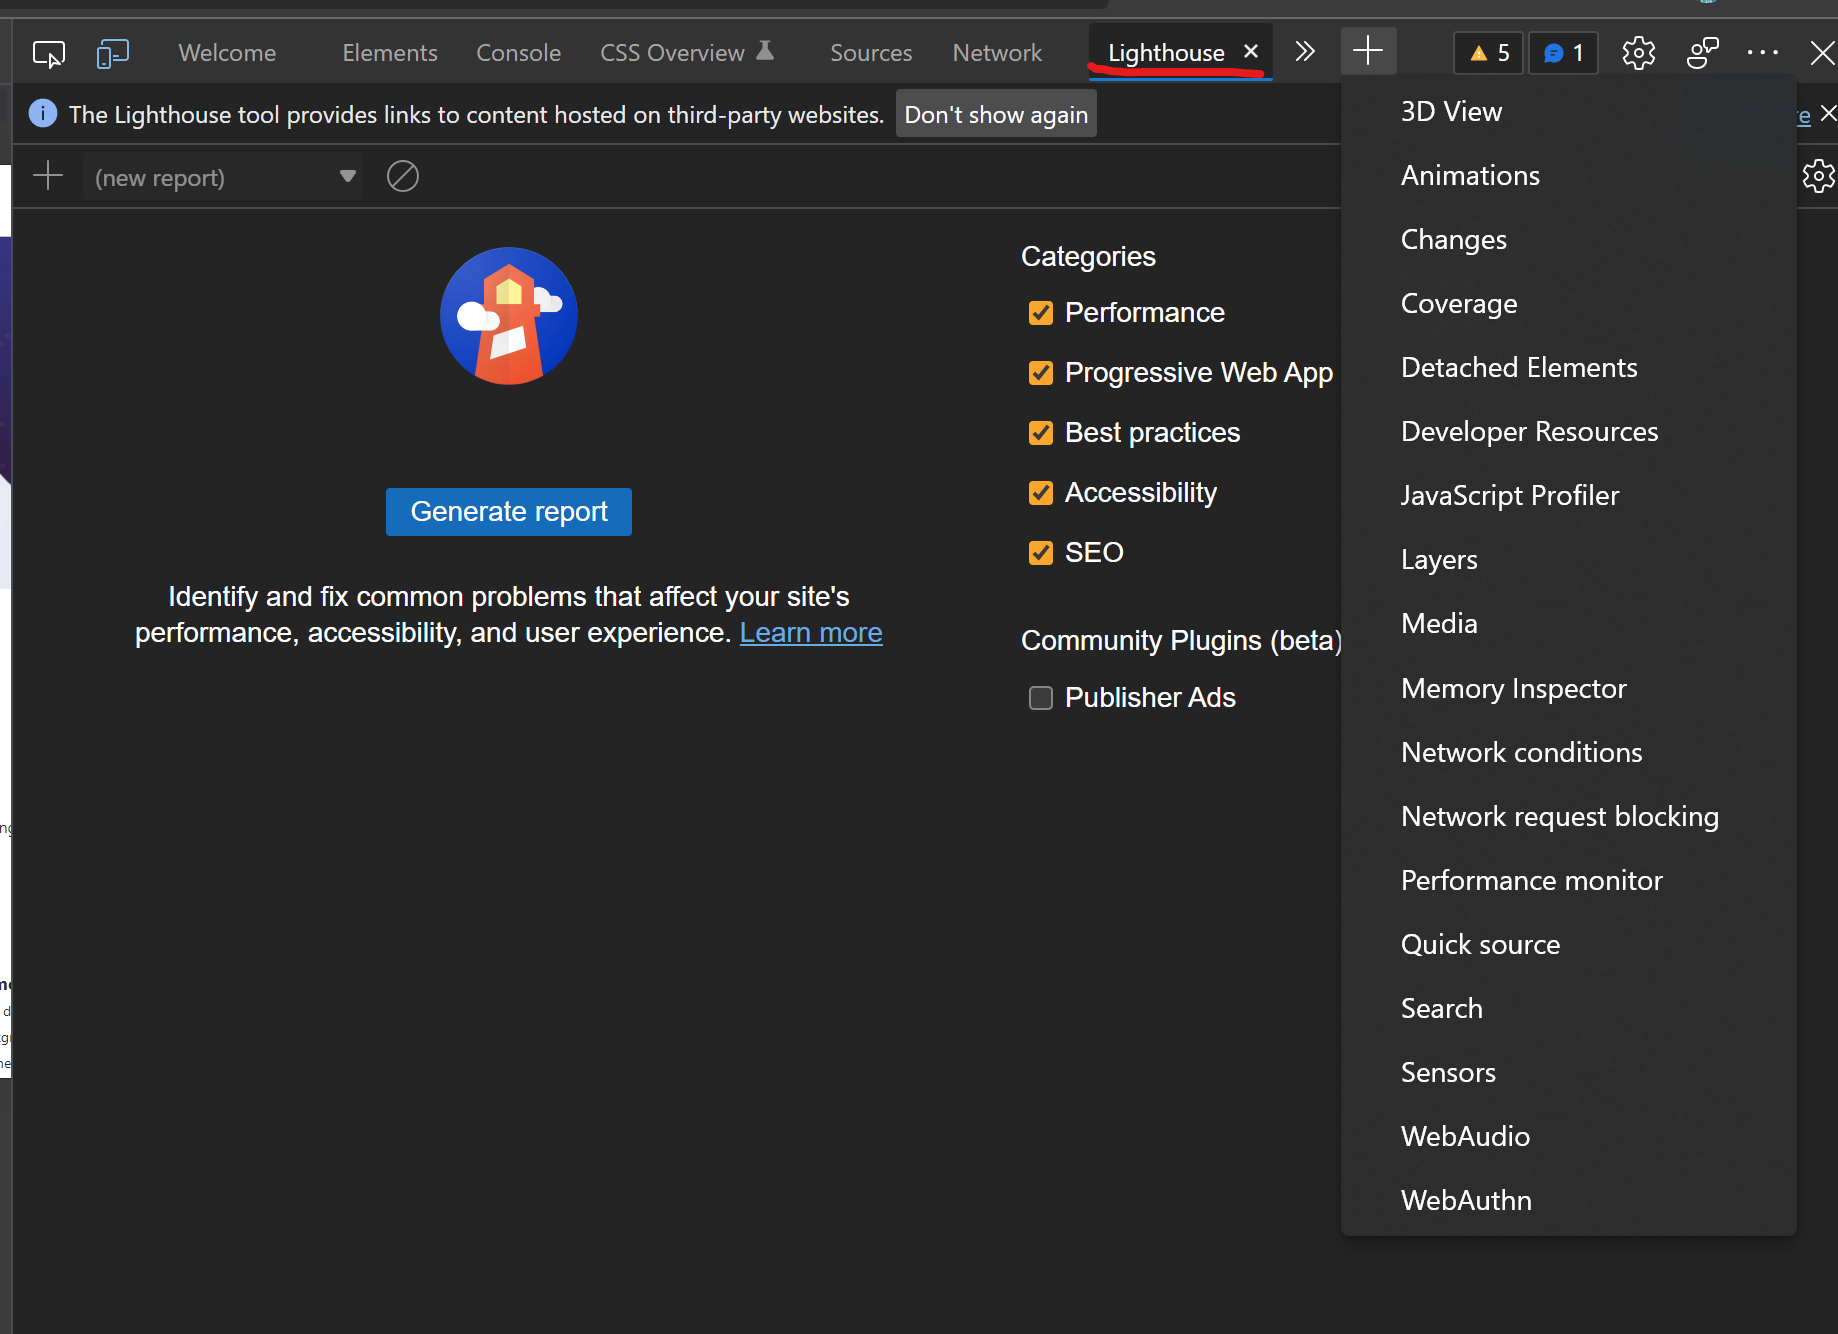 Welcome
Elements
Console
CSS Overview
Sources
Network
Lighthouse
5
1
The Lighthouse tool provides links to content hosted on third-party websites.
Don't show again
re
(new report)
Generate report
Identify and fix common problems that affect your site's
performance, accessibility, and user experience. Learn more
Categories
Performance
Progressive Web App
Best practices
Accessibility
SEO
Community Plugins (beta)
Publisher Ads
3D View
Animations
Changes
Coverage
Detached Elements
Developer Resources
JavaScript Profiler
Layers
Media
Memory Inspector
Network conditions
Network request blocking
Performance monitor
Quick source
Search
Sensors
WebAudio
WebAuthn